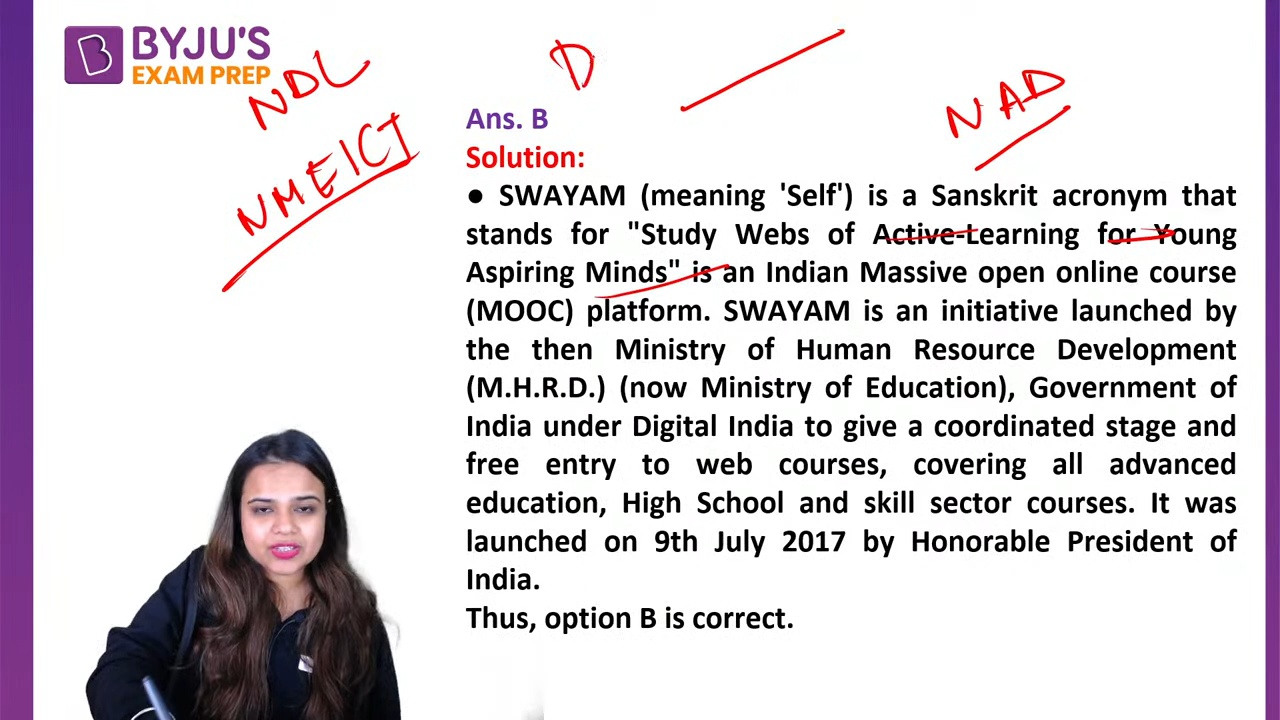 BYJU'S
EXAM PREP
NDL
D
NAD
NMEICT
Ans. B
Solution:
● SWAYAM (meaning 'Self') is a Sanskrit acronym that
stands for "Study Webs of Active-Learning for Young
Aspiring Minds" is an Indian Massive open online course
(MOOC) platform. SWAYAM is an initiative launched by
the then Ministry of Human Resource Development
(M.H.R.D.) (now Ministry of Education), Government of
India under Digital India to give a coordinated stage and
free entry to web courses, covering all advanced
education, High School and skill sector courses. It was
launched on 9th July 2017 by Honorable President of
India.
Thus, option B is correct.